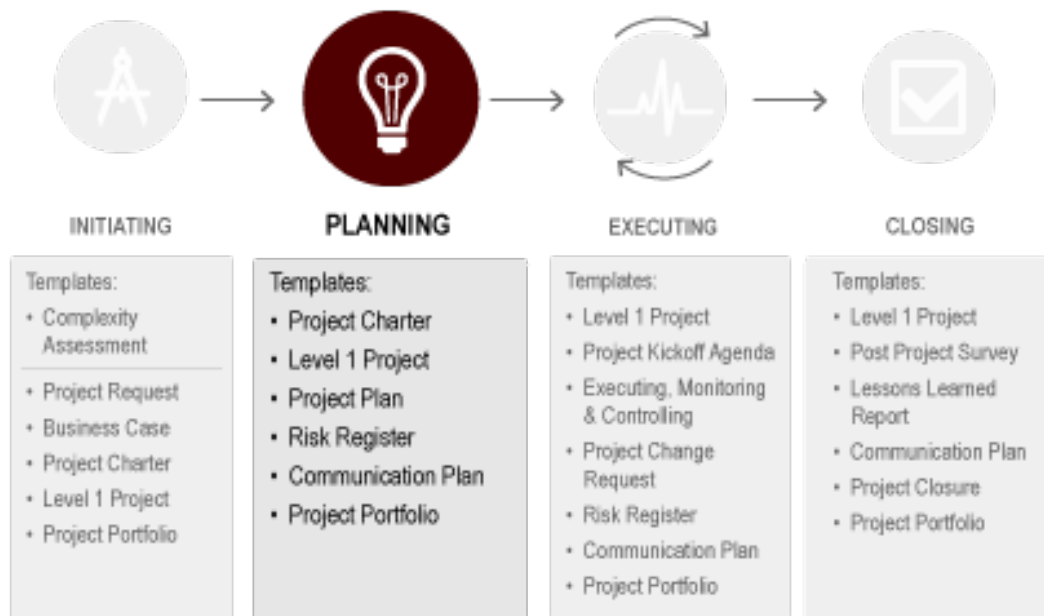 INITIATING
Templates:
• Complexity
Assessment
• Project Request
• Business Case
• Project Charter
• Level 1 Project
• Project Portfolio
PLANNING
Templates:
• Project Charter
• Level 1 Project
• Project Plan
• Risk Register
• Communication Plan
• Project Portfolio
EXECUTING
Templates:
• Level 1 Project
• Project Kickoff Agenda
• Executing, Monitoring
& Controlling
• Project Change
Request
• Risk Register
• Communication Plan
• Project Portfolio
CLOSING
Templates:
• Level 1 Project
• Post Project Survey
• Lessons Learned
Report
• Communication Plan
• Project Closure
• Project Portfolio